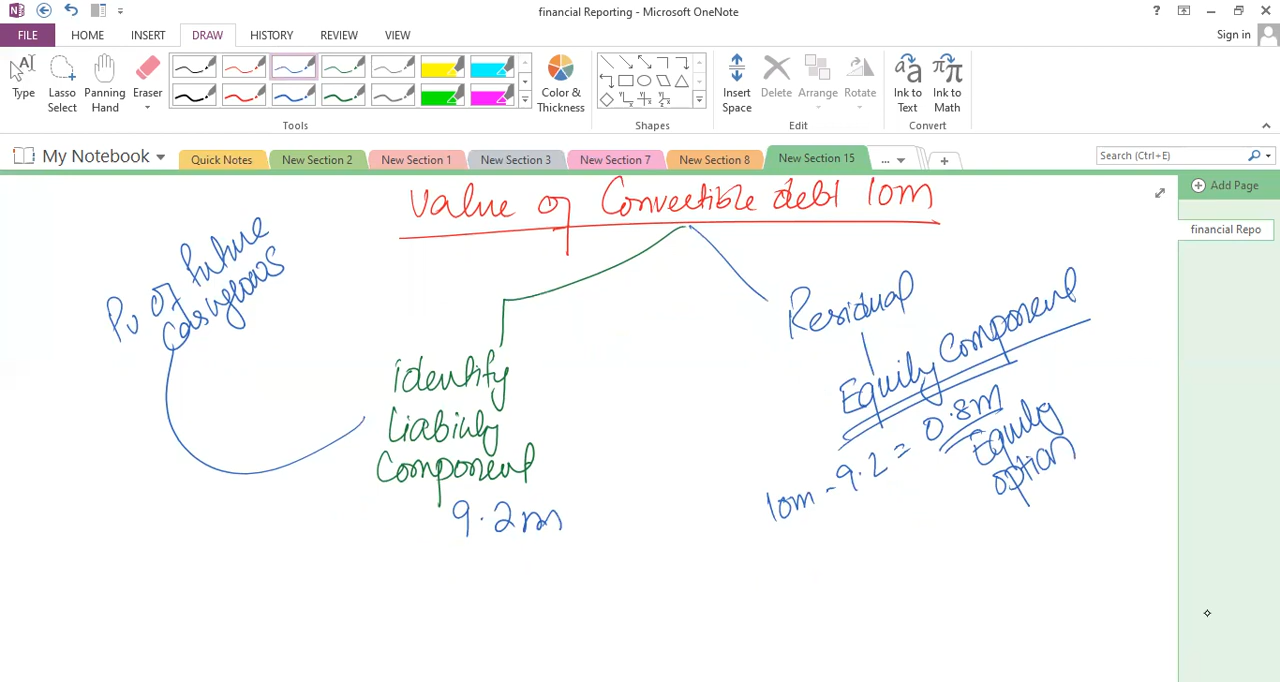 financial Reporting - Microsoft OneNote
? 
Sign in
FILE HOME INSERT DRAW HISTORY REVIEW VIEW
Type
Lasso Select
Panning Hand
Eraser
Color & Thickness
Insert Space
Delete
Arrange
Rotate
Ink to Text
Ink to Math
Tools
Shapes
Edit
Convert
My Notebook
Quick Notes
New Section 2
New Section 1
New Section 3
New Section 7
New Section 8
New Section 15
...
Search (Ctrl+E)
Add Page
financial Repo
Value of Convertible debt 10m
Pv of future
Cashflows
identify
Liability
Component
9.2m
Residual
Equity Component
10m - 9.2 = 0.8m
Equity
option